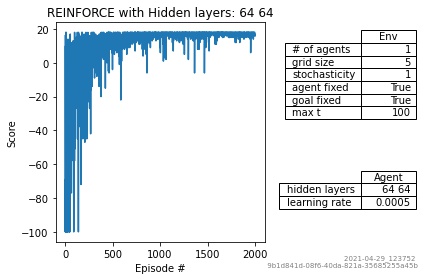 REINFORCE with Hidden layers: 64 64
Score
20
0
−20
−40
−60
−80
−100
0
500
1000
1500
2000
Episode #
Env
# of agents 1
grid size 5
stochasticity 1
agent fixed True
goal fixed True
max t 100
Agent
hidden layers 64 64
learning rate 0.0005
2021-04-29_123752
9b1d841d-08f6-40da-821a-35685255a45b